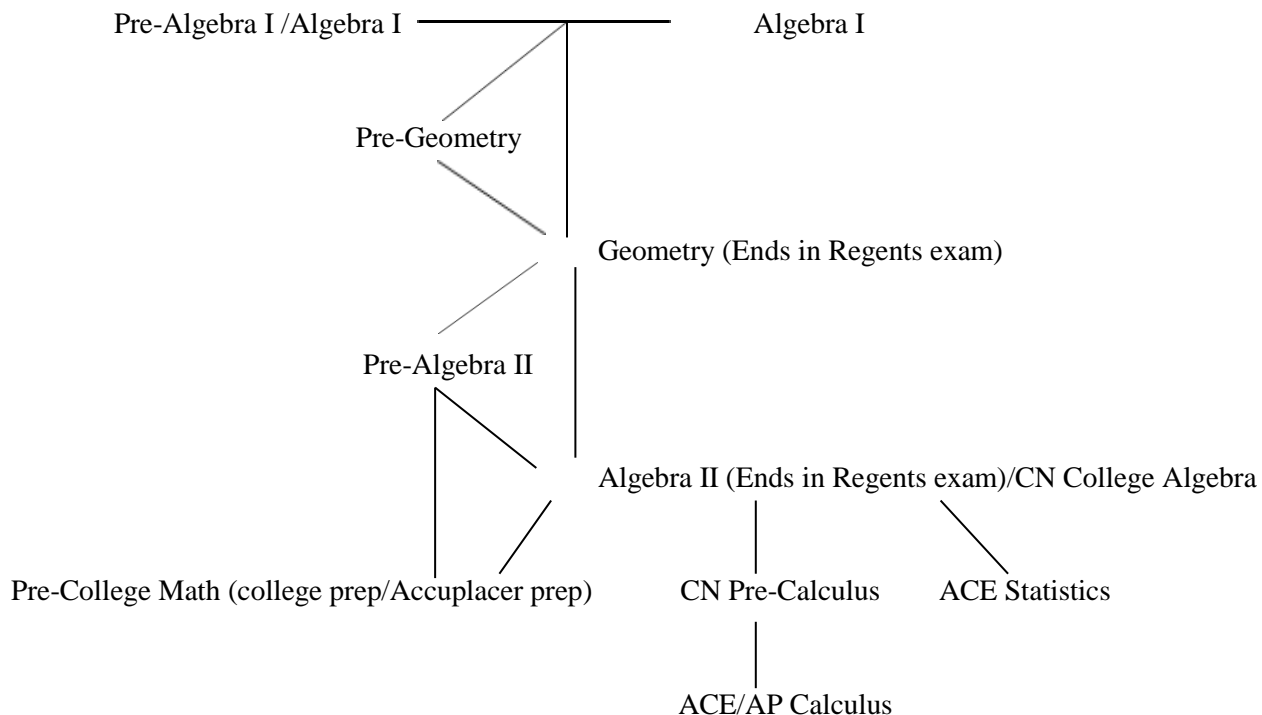 Pre-Algebra I /Algebra I
Algebra I
Pre-Geometry
Geometry (Ends in Regents exam)
Pre-Algebra II
Algebra II (Ends in Regents exam)/CN College Algebra
Pre-College Math (college prep/Accuplacer prep)
CN Pre-Calculus
ACE Statistics
ACE/AP Calculus